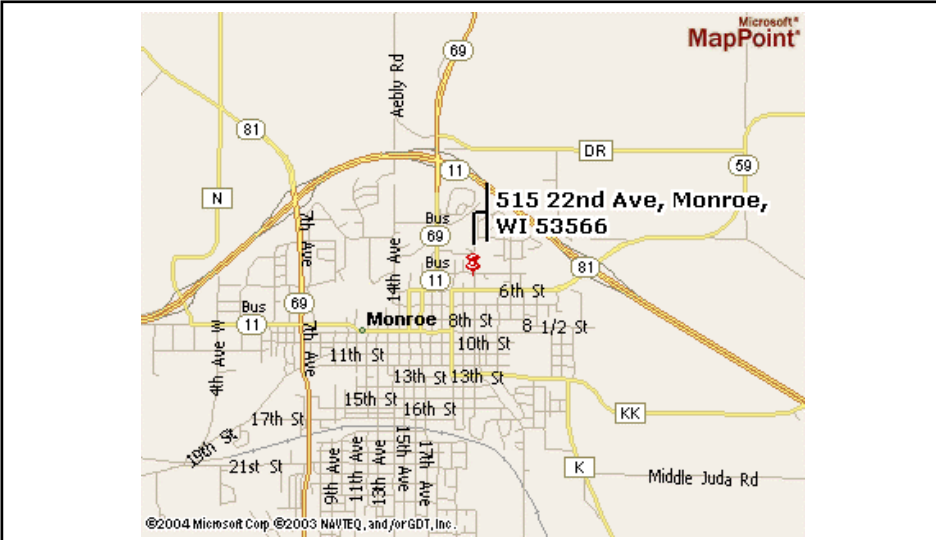 Microsoft®
MapPoint®
69
Aebly Rd
81
DR
11
59
N
515 22nd Ave, Monroe,
WI 53566
7th Ave
Bus
69
14th Ave
Bus
11
81
6th St
69
Bus
11
Monroe
8th St
8 1/2 St
7th Ave
10th St
11th St
4th Ave W
13th St
13th St
15th St
16th St
KK
17th St
19th St
21st St
9th Ave
11th Ave
13th Ave
15th Ave
17th Ave
K
Middle Juda Rd
©2004 Microsoft Corp ©2003 NAVTEQ, and/or GDT, Inc.